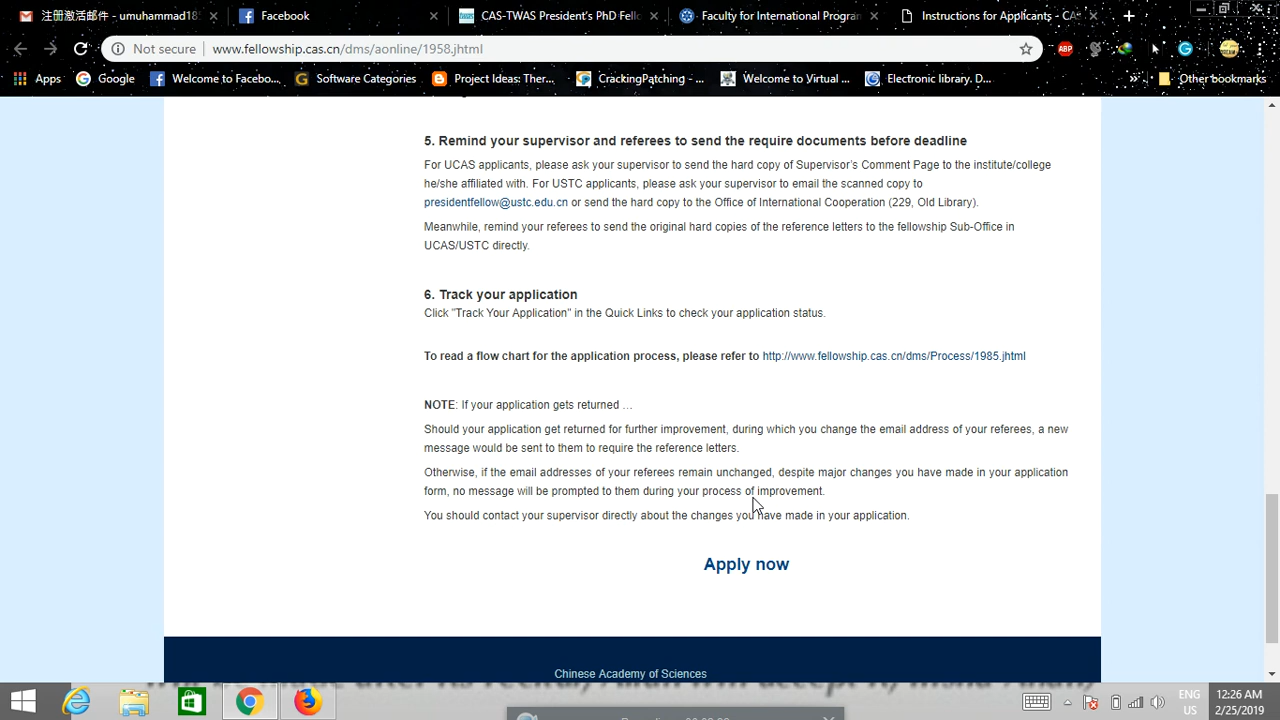 注册激活邮件 - umuhammad18
Facebook
CAS-TWAS President's PhD Fell
Faculty for International Program
Instructions for Applicants - CAS
Not secure
www.fellowship.cas.cn/dms/aonline/1958.jhtml
ABP
Apps
Google
Welcome to Facebo...
Software Categories
Project Ideas: Ther...
CrackingPatching - ...
Welcome to Virtual ...
Electronic library. D...
»
Other bookmarks
5. Remind your supervisor and referees to send the require documents before deadline
For UCAS applicants, please ask your supervisor to send the hard copy of Supervisor's Comment Page to the institute/college
he/she affiliated with. For USTC applicants, please ask your supervisor to email the scanned copy to
presidentfellow@ustc.edu.cn or send the hard copy to the Office of International Cooperation (229, Old Library).
Meanwhile, remind your referees to send the original hard copies of the reference letters to the fellowship Sub-Office in
UCAS/USTC directly.
6. Track your application
Click "Track Your Application" in the Quick Links to check your application status.
To read a flow chart for the application process, please refer to http://www.fellowship.cas.cn/dms/Process/1985.jhtml
NOTE: If your application gets returned …
Should your application get returned for further improvement, during which you change the email address of your referees, a new
message would be sent to them to require the reference letters.
Otherwise, if the email addresses of your referees remain unchanged, despite major changes you have made in your application
form, no message will be prompted to them during your process of improvement.
You should contact your supervisor directly about the changes you have made in your application.
Apply now
Chinese Academy of Sciences
ENG
US
12:26 AM
2/25/2019